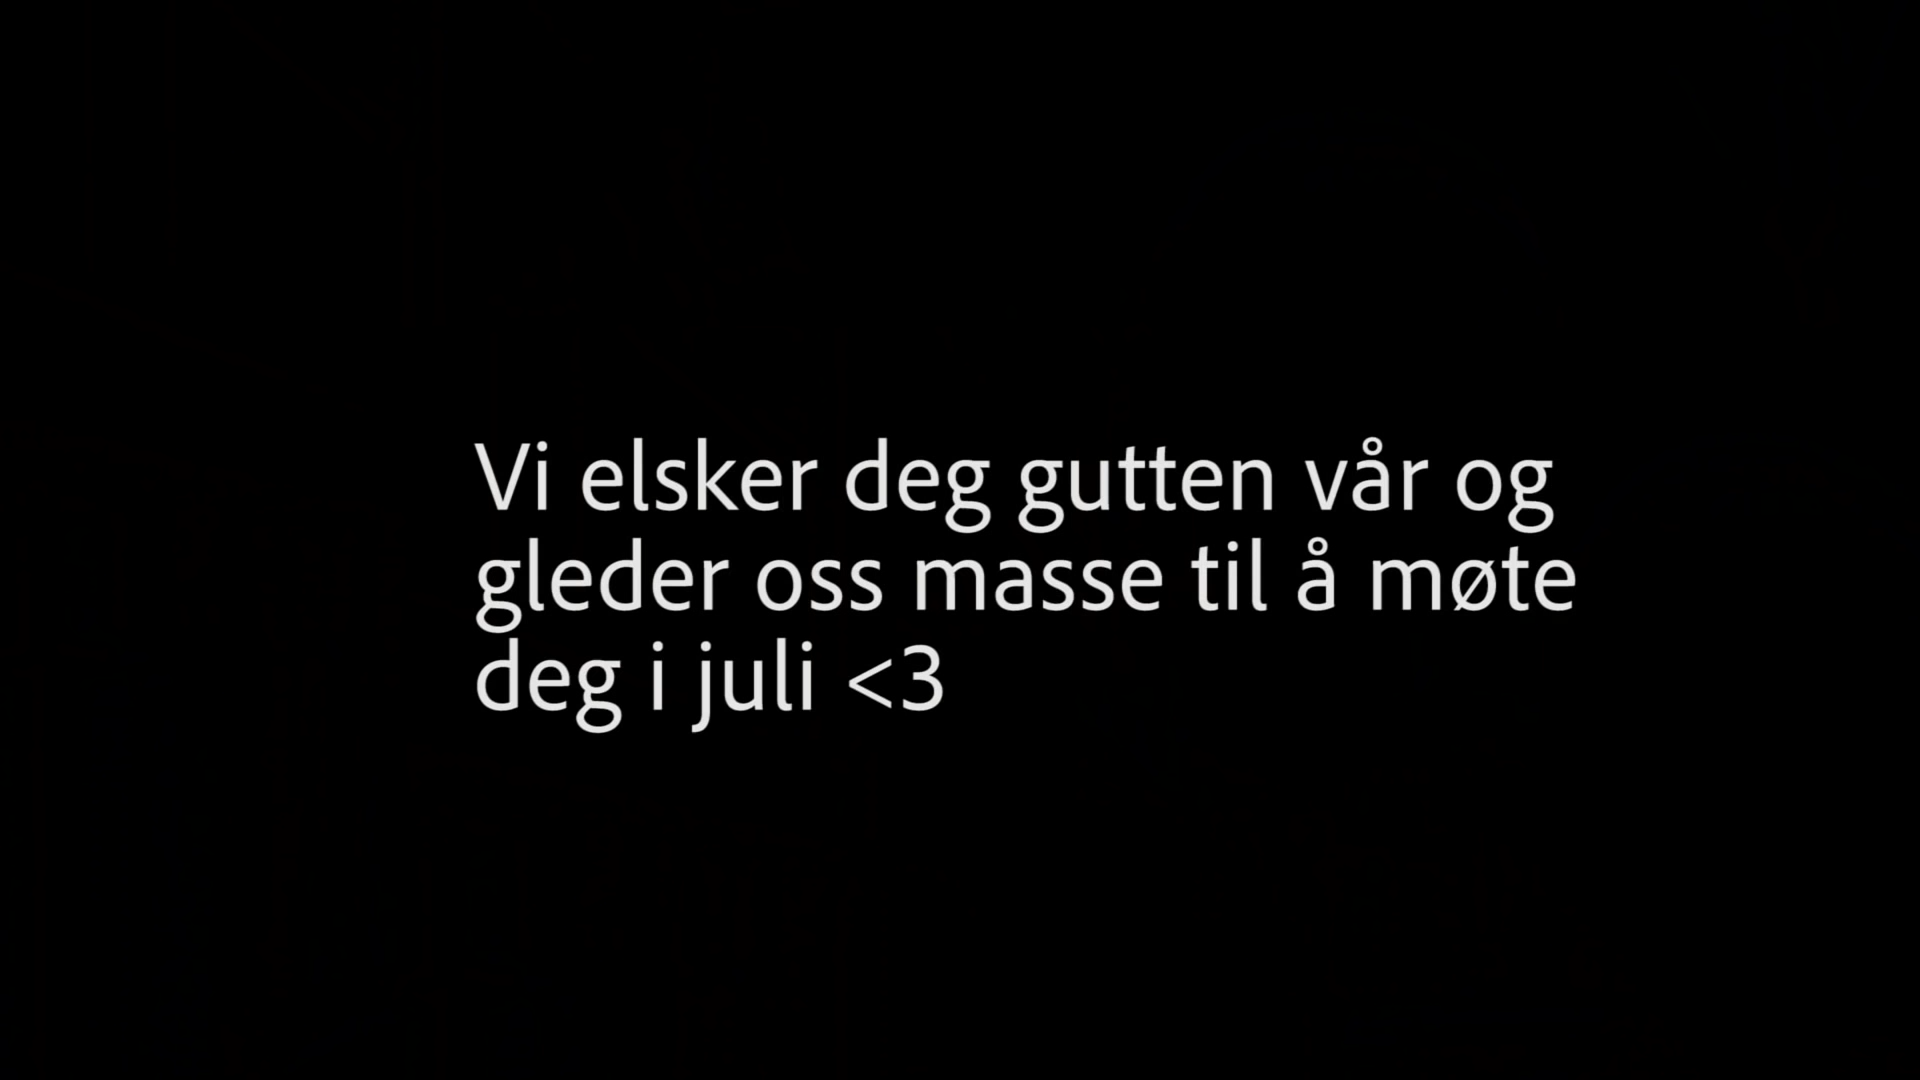 Vi elsker deg gutten vår og
gleder oss masse til å møte
deg i juli <3